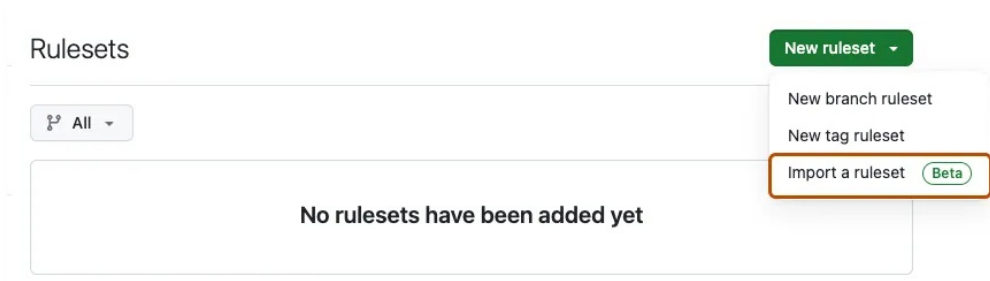 Rulesets
New ruleset
New branch ruleset
All
New tag ruleset
Import a ruleset Beta
No rulesets have been added yet